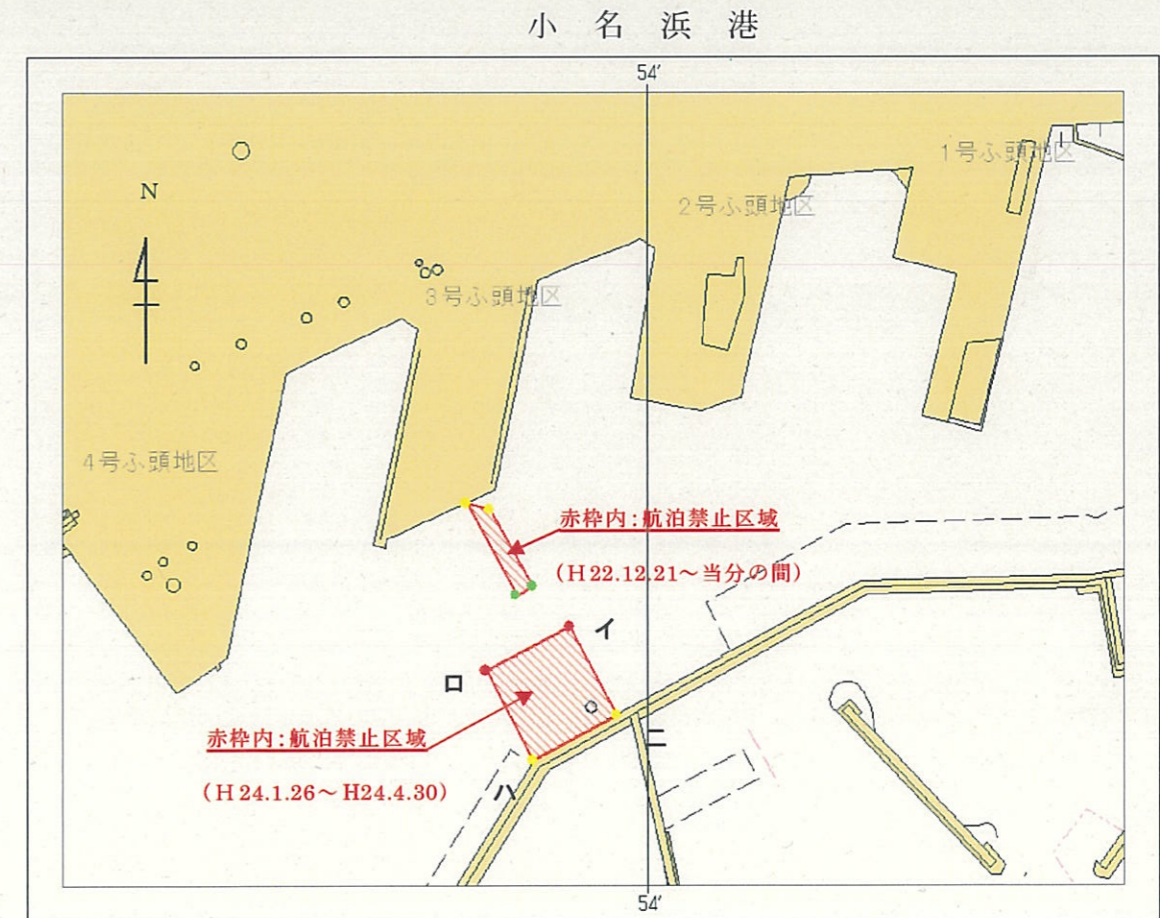 小名浜港
54′
1号ふ頭地区
N
2号ふ頭地区
3号ふ頭地区
4号ふ頭地区
赤枠内:航泊禁止区域
(H22.12.21～当分の間)
イ
ロ
赤枠内:航泊禁止区域
ニ
(H24.1.26～H24.4.30)
ハ
54′